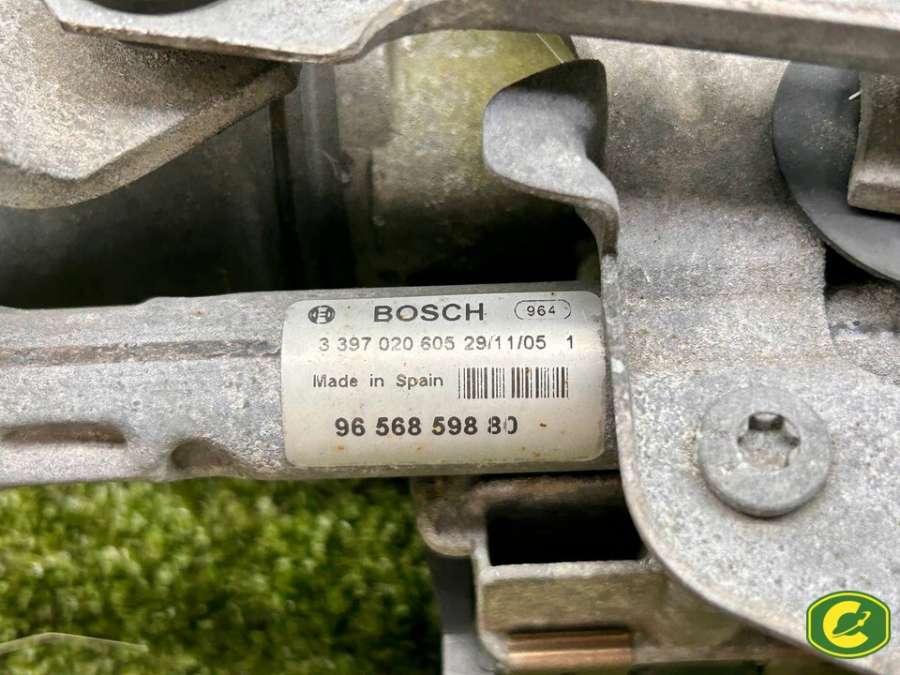 BOSCH 964
3 397 020 605 29/11/05 1
Made in Spain
96 568 598 80
C